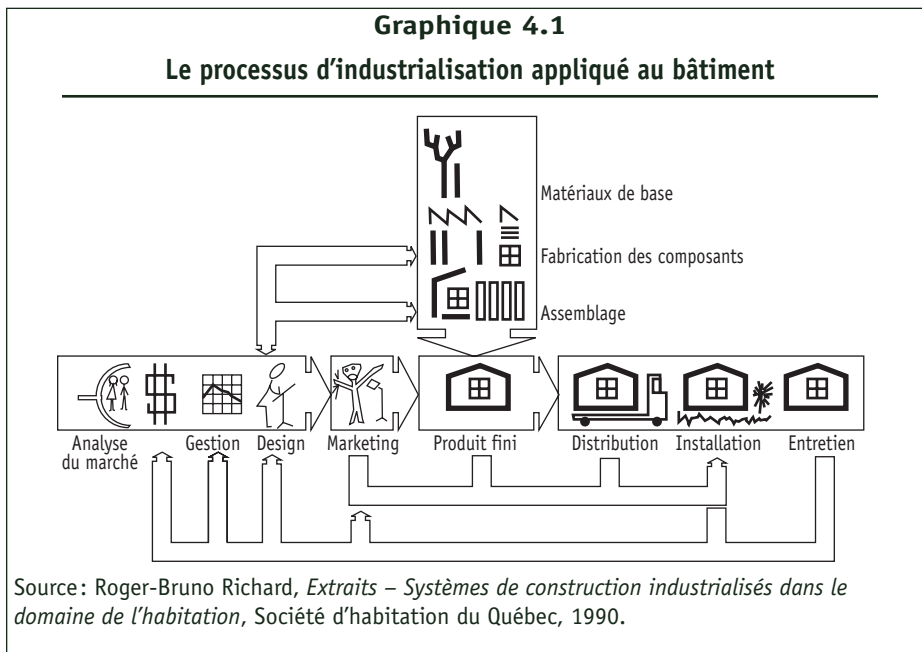 Graphique 4.1
Le processus d'industrialisation appliqué au bâtiment
Matériaux de base
Fabrication des composants
Assemblage
Analyse
du marché
Gestion
Design
Marketing
Produit fini
Distribution
Installation
Entretien
Source: Roger-Bruno Richard, Extraits – Systèmes de construction industrialisés dans le
domaine de l'habitation, Société d'habitation du Québec, 1990.